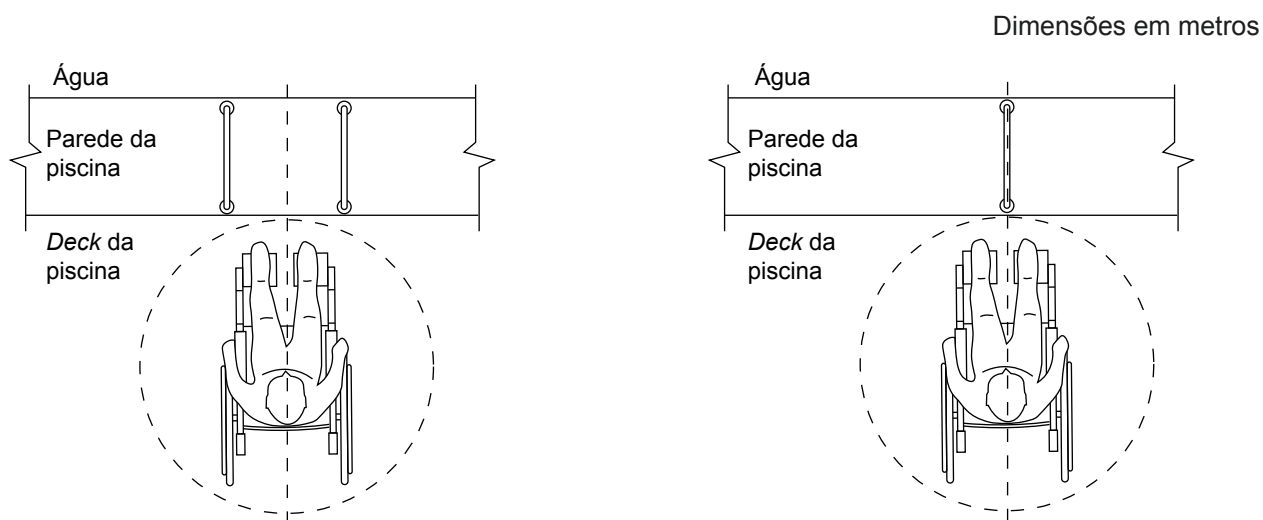 Dimensões em metros
Água
Parede da
piscina
Deck da
piscina
Água
Parede da
piscina
Deck da
piscina